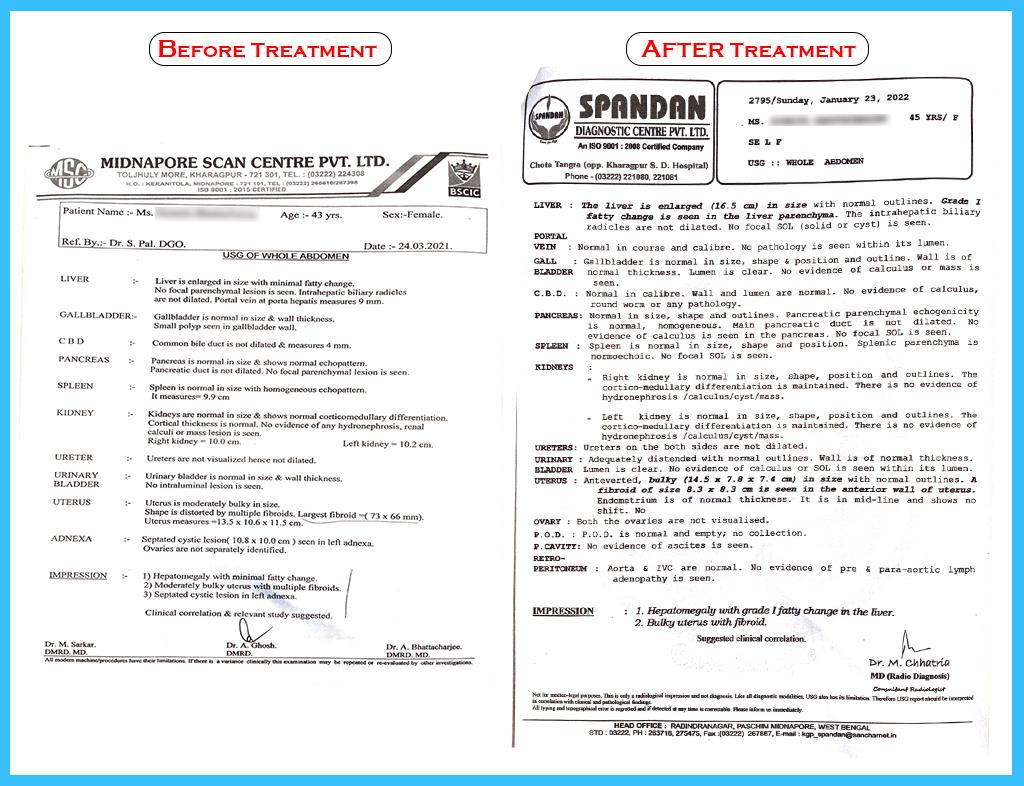 BEFORE TREATMENT
AFTER TREATMENT
MSC
MIDNAPORE SCAN CENTRE PVT. LTD.
TOLJHULY MORE, KHARAGPUR - 721 301, TEL. : (03222) 224308
H.O. : KERANITOLA, MIDNAPORE - 721 101, TEL : (03222) 266610/267398
ISO 9001 : 2015 CERTIFIED
BSCIC
Patient Name :- Ms. Age :- 43 yrs. Sex:-Female.
Ref. By.:- Dr. S. Pal. DGO. Date :- 24.03.2021.
USG OF WHOLE ABDOMEN
LIVER :- Liver is enlarged in size with minimal fatty change.
No focal parenchymal lesion is seen. Intrahepatic biliary radicles
are not dilated. Portal vein at porta hepatis measures 9 mm.
GALLBLADDER:- Gallbladder is normal in size & wall thickness.
Small polyp seen in gallbladder wall.
C B D :- Common bile duct is not dilated & measures 4 mm.
PANCREAS :- Pancreas is normal in size & shows normal echopattern.
Pancreatic duct is not dilated. No focal parenchymal lesion is seen.
SPLEEN :- Spleen is normal in size with homogeneous echopattern.
It measures= 9.9 cm
KIDNEY :- Kidneys are normal in size & shows normal corticomedullary differentiation.
Cortical thickness is normal. No evidence of any hydronephrosis, renal
calculi or mass lesion is seen.
Right kidney = 10.0 cm. Left kidney = 10.2 cm.
URETER :- Ureters are not visualized hence not dilated.
URINARY :- Urinary bladder is normal in size & wall thickness.
BLADDER No intraluminal lesion is seen.
UTERUS :- Uterus is moderately bulky in size.
Shape is distorted by multiple fibroids. Largest fibroid =( 73 x 66 mm).
Uterus measures =13.5 x 10.6 x 11.5 cm.
ADNEXA :- Septated cystic lesion( 10.8 x 10.0 cm ) seen in left adnexa.
Ovaries are not separately identified.
IMPRESSION :- 1) Hepatomegaly with minimal fatty change.
2) Moderately bulky uterus with multiple fibroids.
3) Septated cystic lesion in left adnexa.
Clinical correlation & relevant study suggested.
Dr. M. Sarkar. Dr. A. Ghosh. Dr. A. Bhattacharjee.
DMRD. MD. DMRD. DMRD. MD.
All modern machine/procedures have their limitations. If there is a variance clinically this examination may be repeated or re-evaluated by other investigations.
SPANDAN
SPANDAN
DIAGNOSTIC CENTRE PVT. LTD.
An ISO 9001 : 2008 Certified Company
Chota Tangra (opp. Kharagpur S. D. Hospital)
Phone - (03222) 221080, 221081
2795/Sunday, January 23, 2022
MS. 45 YRS/ F
SE L F
USG :: WHOLE ABDOMEN
LIVER : The liver is enlarged (16.5 cm) in size with normal outlines. Grade I
fatty change is seen in the liver parenchyma. The intrahepatic biliary
radicles are not dilated. No focal SOL (solid or cyst) is seen.
PORTAL
VEIN : Normal in course and calibre. No pathology is seen within its lumen.
GALL : Gallbladder is normal in size, shape & position and outline. Wall is of
BLADDER normal thickness. Lumen is clear. No evidence of calculus or mass is
seen.
C.B.D. : Normal in calibre. Wall and lumen are normal. No evidence of calculus,
round worm or any pathology.
PANCREAS: Normal in size, shape and outlines. Pancreatic parenchymal echogenicity
is normal, homogeneous. Main pancreatic duct is not dilated. No
evidence of calculus is seen in the pancreas. No focal SOL is seen.
SPLEEN : Spleen is normal in size, shape and position. Splenic parenchyma is
normoechoic. No focal SOL is seen.
KIDNEYS :
Right kidney is normal in size, shape, position and outlines. The
cortico-medullary differentiation is maintained. There is no evidence of
hydronephrosis /calculus/cyst/mass.
Left kidney is normal in size, shape, position and outlines. The
cortico-medullary differentiation is maintained. There is no evidence of
hydronephrosis /calculus/cyst/mass.
URETERS: Ureters on the both sides are not dilated.
URINARY : Adequately distended with normal outlines. Wall is of normal thickness.
BLADDER Lumen is clear. No evidence of calculus or SOL is seen within its lumen.
UTERUS : Anteverted, bulky (14.5 x 7.8 x 7.4 cm) in size with normal outlines. A
fibroid of size 8.3 x 8.3 cm is seen in the anterior wall of uterus.
Endometrium is of normal thickness. It is in mid-line and shows no
shift. No
OVARY : Both the ovaries are not visualised.
P.O.D. : P.O.D. is normal and empty; no collection.
P.CAVITY: No evidence of ascites is seen.
RETRO-
PERITONEUM : Aorta & IVC are normal. No evidence of pre & para-aortic lymph
adenopathy is seen.
IMPRESSION : 1. Hepatomegaly with grade I fatty change in the liver.
2. Bulky uterus with fibroid.
Suggested clinical correlation.
Dr. M. Chhatria
MD (Radio Diagnosis)
Consultant Radiologist
Not for medico-legal purposes. This is only a radiological impression and not diagnosis. Like all diagnostic modalities, USG also has its limitation. Therefore USG report should be interpreted
in correlation with clinical and pathological findings.
All typing and topographical error is regretted and if detected at any time is correctable. Please inform us immediately.
HEAD OFFICE : RABINDRANAGAR, PASCHIM MIDNAPORE, WEST BENGAL
STD : 03222, PH : 263716, 275475, Fax :(03222) 267887, E-mail : kgp_spandan@sancharnet.in